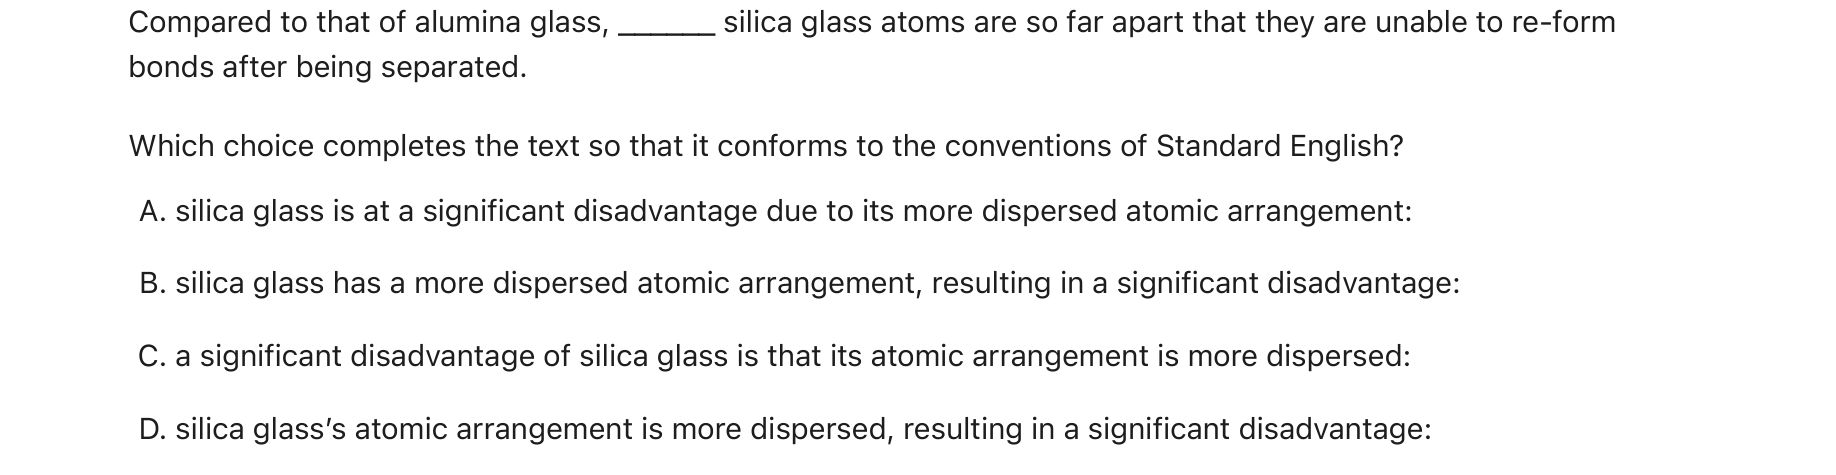 Compared to that of alumina glass, ______ silica glass atoms are so far apart that they are unable to re-form
bonds after being separated.
Which choice completes the text so that it conforms to the conventions of Standard English?
A. silica glass is at a significant disadvantage due to its more dispersed atomic arrangement:
B. silica glass has a more dispersed atomic arrangement, resulting in a significant disadvantage:
C. a significant disadvantage of silica glass is that its atomic arrangement is more dispersed:
D. silica glass’s atomic arrangement is more dispersed, resulting in a significant disadvantage: